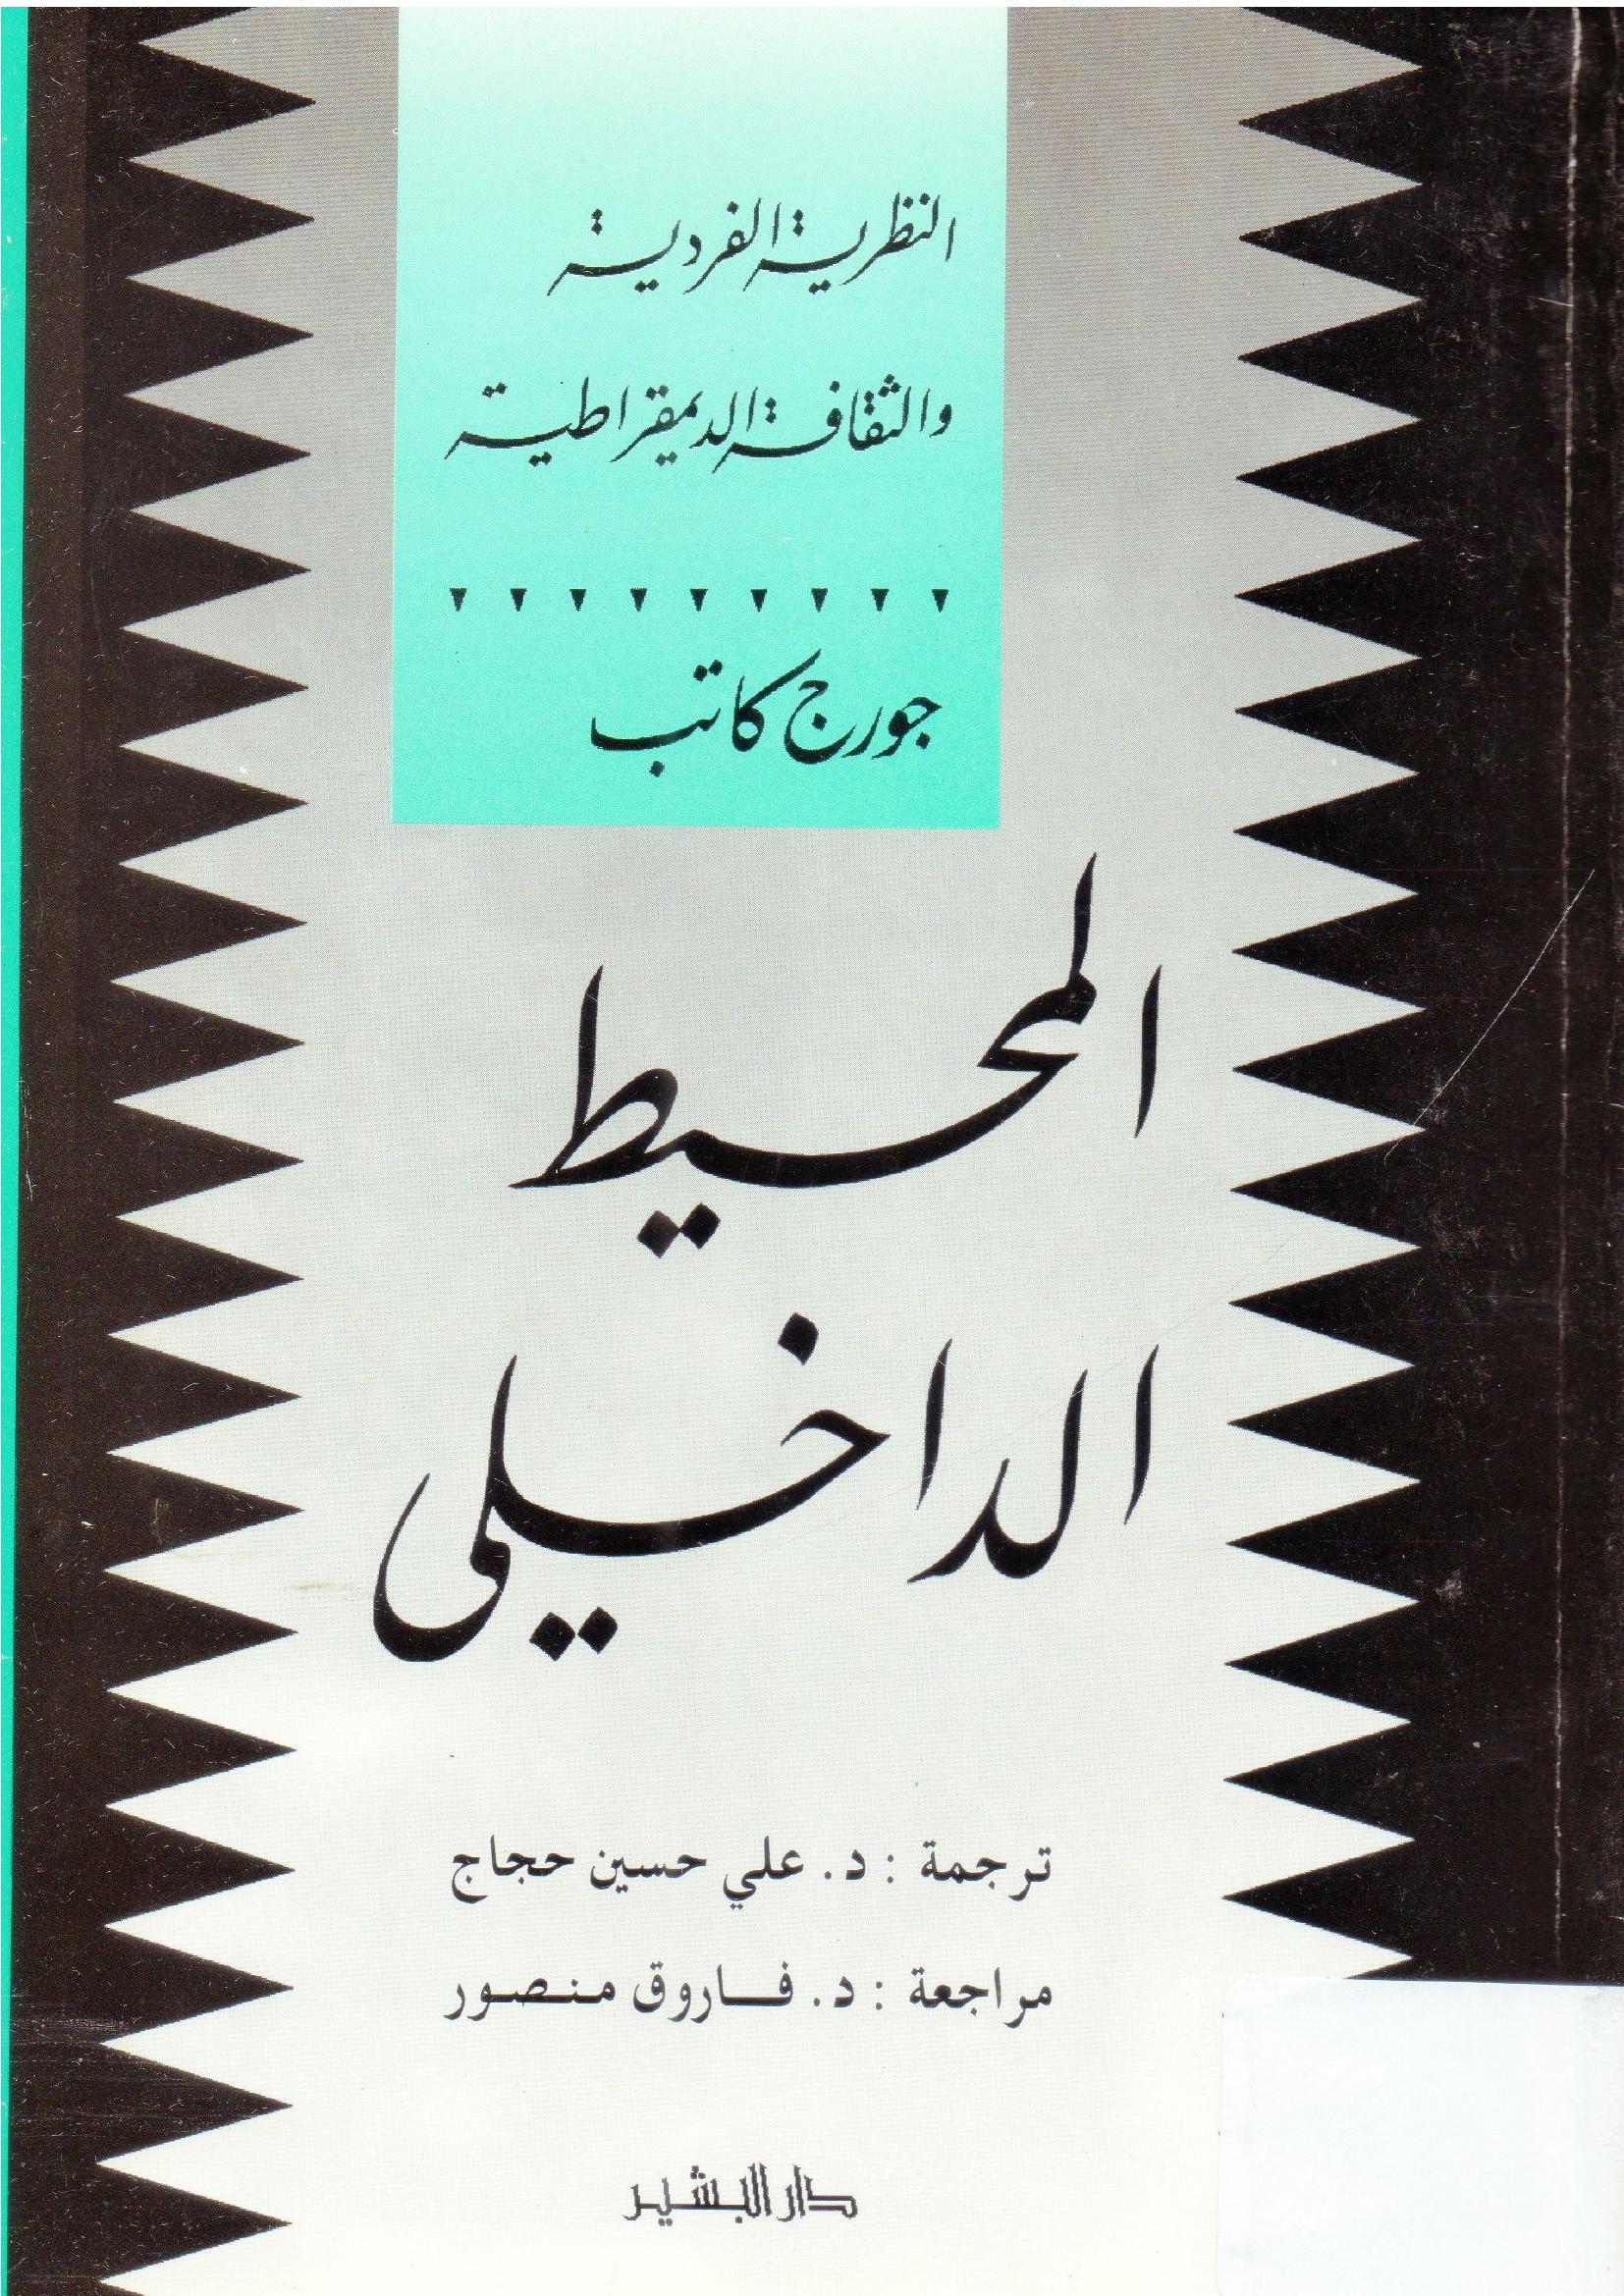 النظرية الفردية
والثقافة الديمقراطية
جورج كاتب
المحيط
الداخلي
ترجمة : د. علي حسين حجاج
مراجعة : د. فاروق منصور
دار البشير